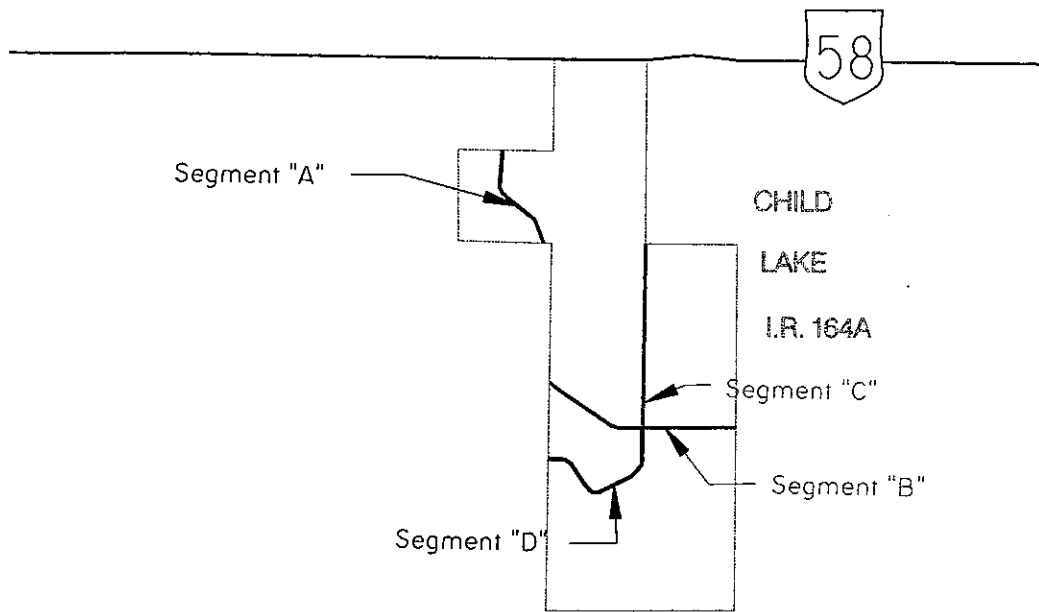 58
Segment "A"
CHILD
LAKE
I.R. 164A
Segment "C"
Segment "B"
Segment "D"